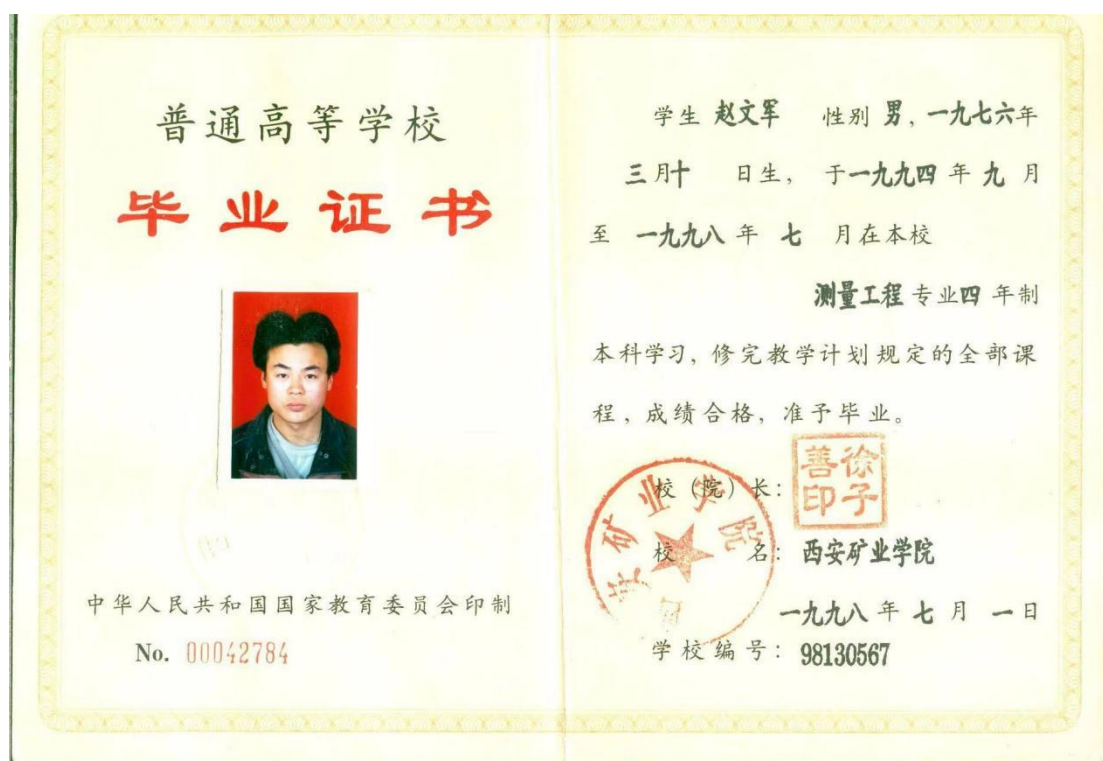 普通高等学校
毕业证书
中华人民共和国国家教育委员会印制
No. 00042784
学生 赵文军 性别 男，一九七六年
三月十 日生， 于一九九四年九月
至 一九九八年 七 月在本校
测量工程专业四年制
本科学习，修完教学计划规定的全部课
程，成绩合格，准予毕业。
校（院）长：
徐子善印
校 名： 西安矿业学院
西安矿业学院
一九九八年七月一日
学校编号：98130567